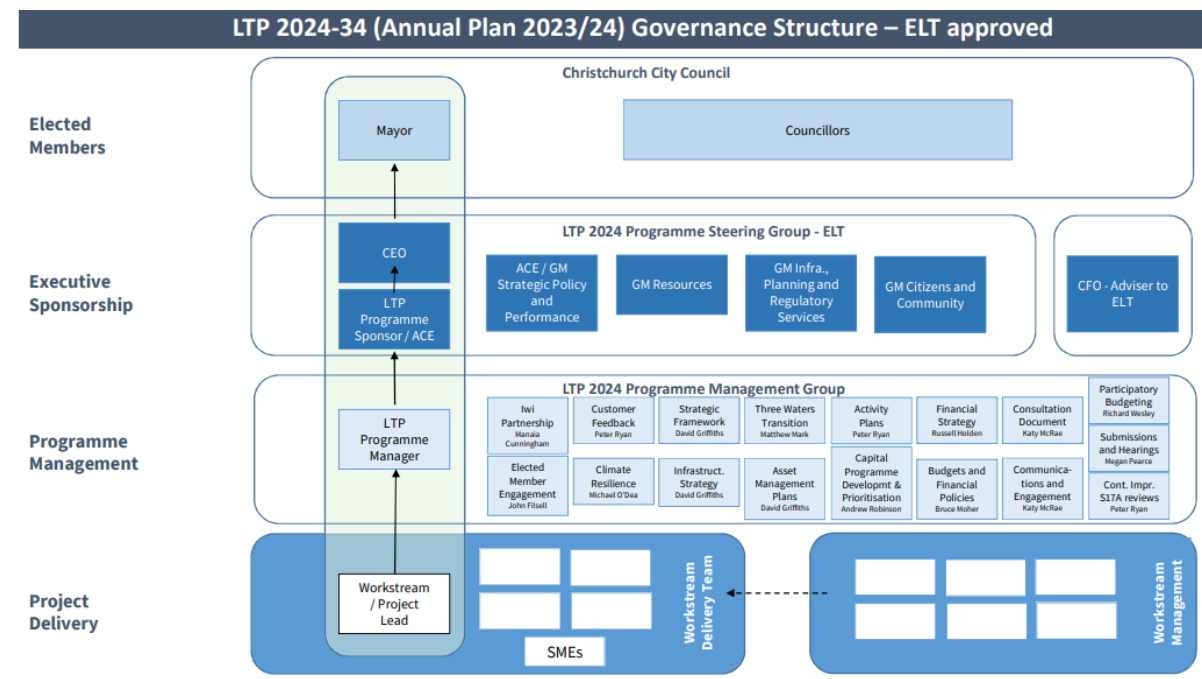 LTP 2024-34 (Annual Plan 2023/24) Governance Structure – ELT approved
Elected
Members
Christchurch City Council
Mayor
Councillors
Executive
Sponsorship
LTP 2024 Programme Steering Group - ELT
CEO
LTP
Programme
Sponsor / ACE
ACE / GM
Strategic Policy
and
Performance
GM Resources
GM Infra.,
Planning and
Regulatory
Services
GM Citizens and
Community
CFO - Adviser to
ELT
Programme
Management
LTP 2024 Programme Management Group
LTP
Programme
Manager
Iwi
Partnership
Manaia
Cunningham
Customer
Feedback
Peter Ryan
Strategic
Framework
David Griffiths
Three Waters
Transition
Matthew Mark
Activity
Plans
Peter Ryan
Financial
Strategy
Russell Holden
Consultation
Document
Katy McRae
Participatory
Budgeting
Richard Wesley
Submissions
and Hearings
Megan Pearce
Elected
Member
Engagement
John Filsell
Climate
Resilience
Michael O'Dea
Infrastruct.
Strategy
David Griffiths
Asset
Management
Plans
David Griffiths
Capital
Programme
Developmt &
Prioritisation
Andrew Robinson
Budgets and
Financial
Policies
Bruce Moher
Communica-
tions and
Engagement
Katy McRae
Cont. Impr.
S17A reviews
Peter Ryan
Project
Delivery
Workstream
/ Project
Lead
SMEs
Workstream
Delivery Team
Workstream
Management